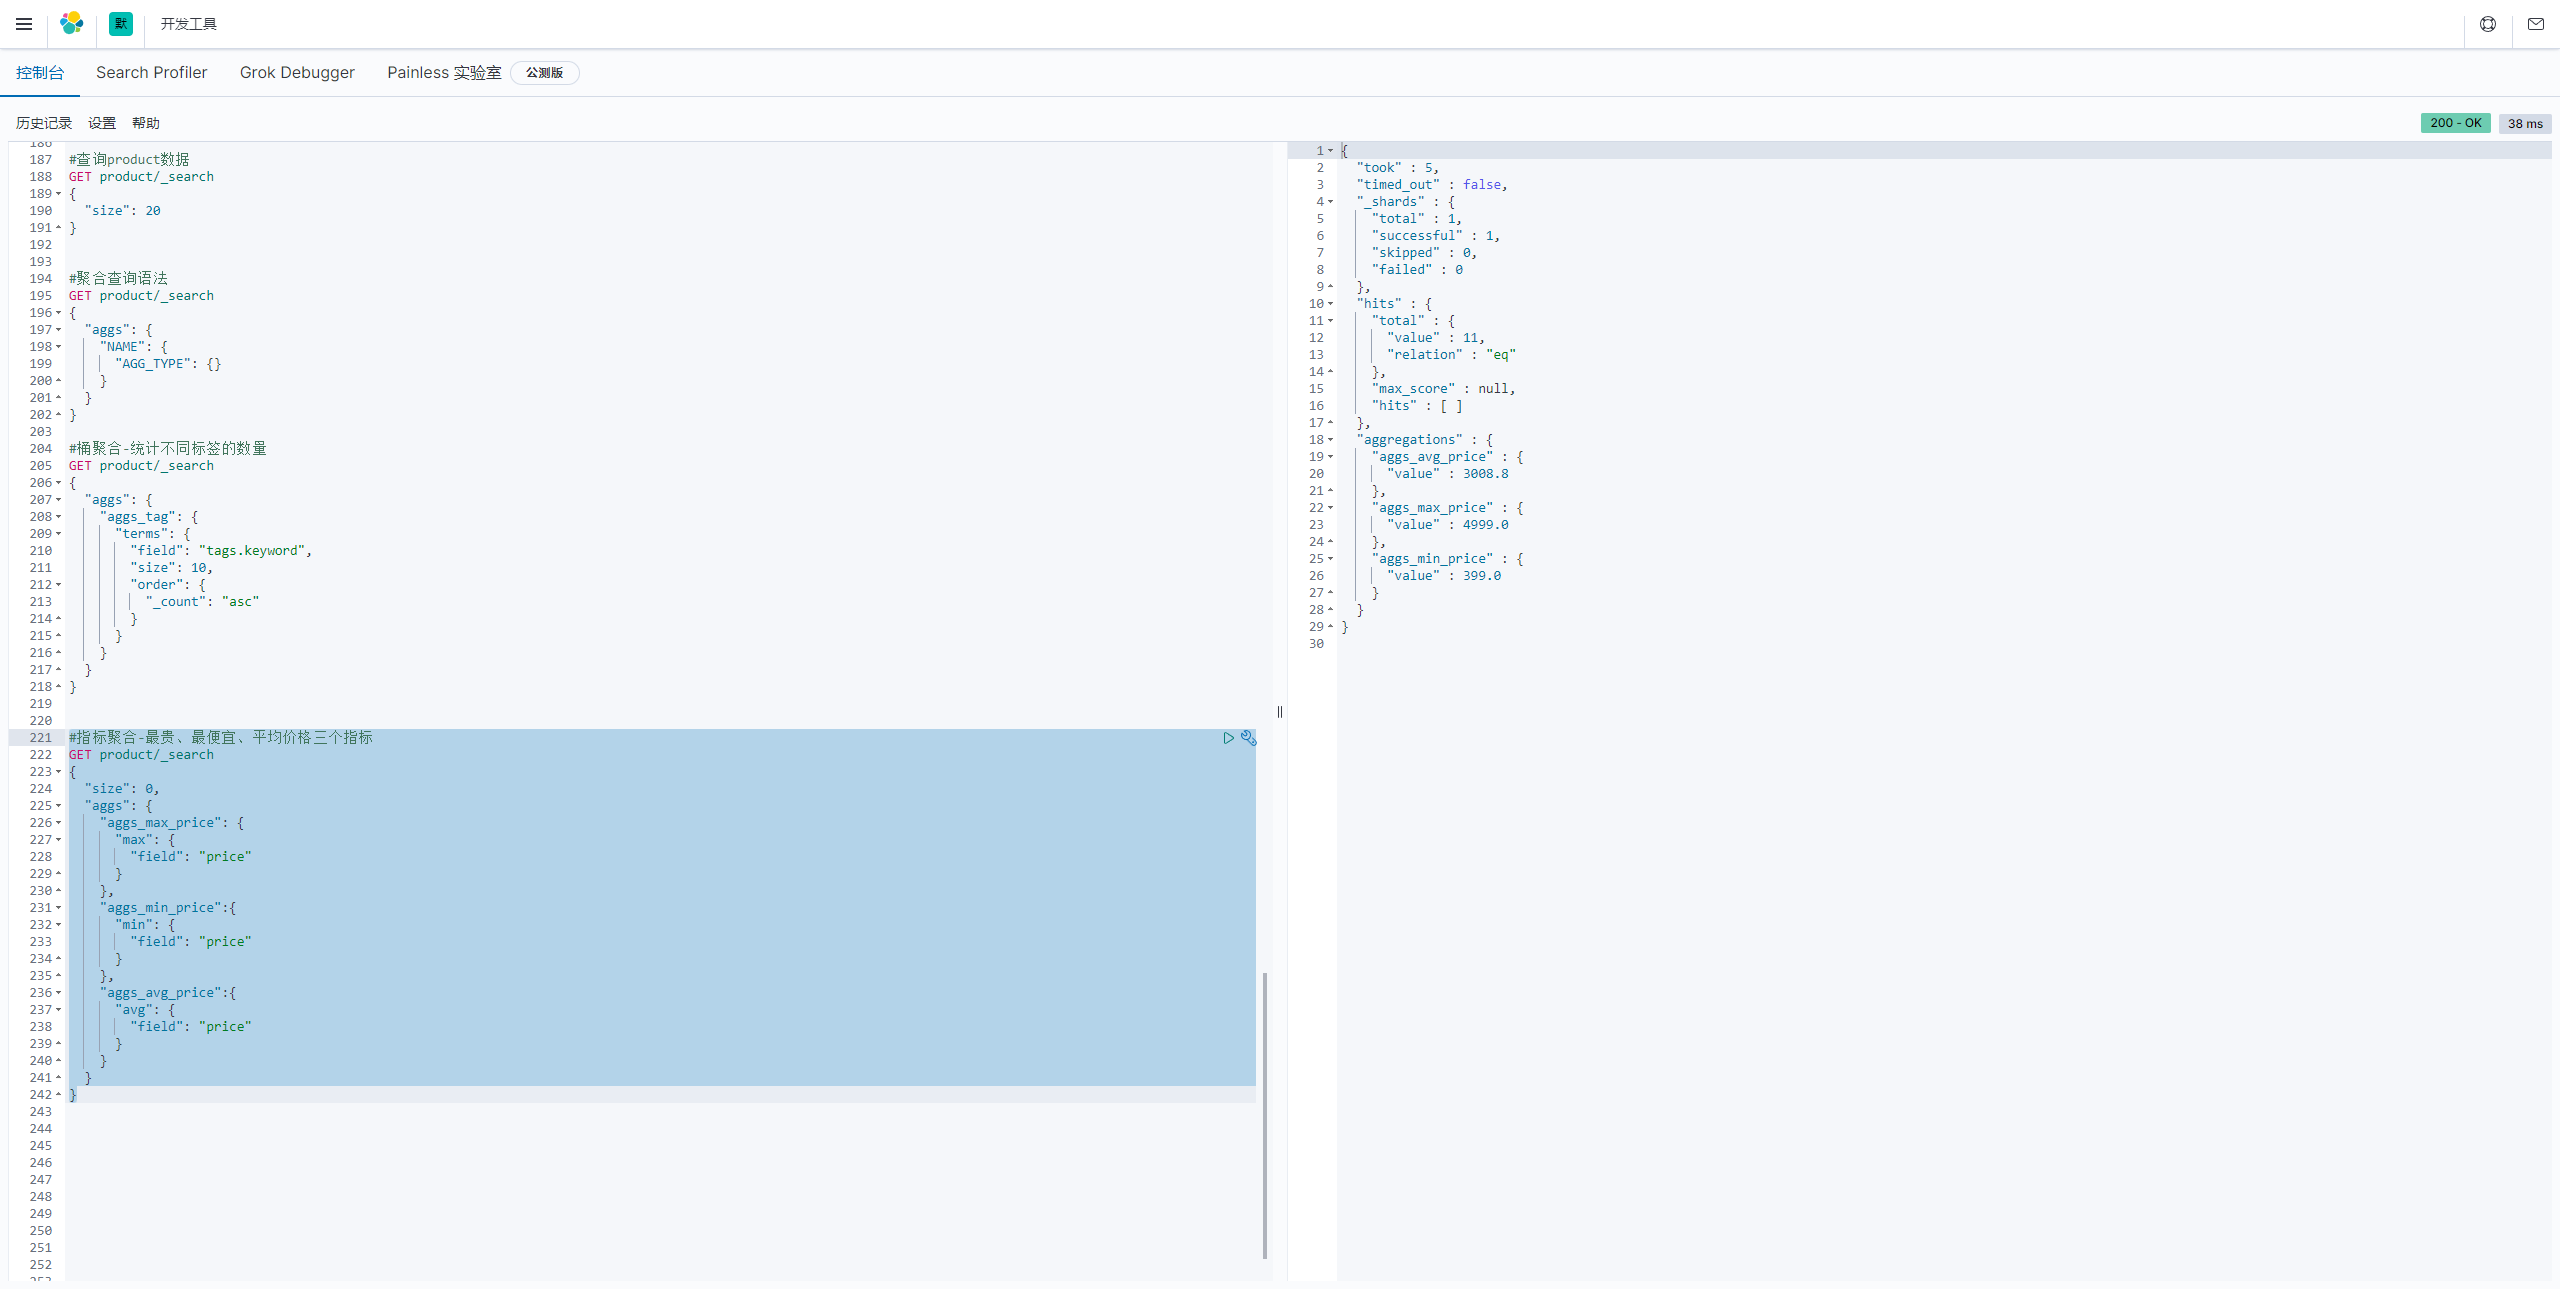 默 开发工具
控制台 Search Profiler Grok Debugger Painless 实验室 公测版
历史记录 设置 帮助
200 - OK 38 ms
186
187 #查询product数据
188 GET product/_search
189 {
190 "size": 20
191 }
192
193
194 #聚合查询语法
195 GET product/_search
196 {
197 "aggs": {
198 "NAME": {
199 "AGG_TYPE": {}
200 }
201 }
202 }
203
204 #桶聚合-统计不同标签的数量
205 GET product/_search
206 {
207 "aggs": {
208 "aggs_tag": {
209 "terms": {
210 "field": "tags.keyword",
211 "size": 10,
212 "order": {
213 "_count": "asc"
214 }
215 }
216 }
217 }
218 }
219
220
221 #指标聚合-最贵、最便宜、平均价格三个指标
222 GET product/_search
223 {
224 "size": 0,
225 "aggs": {
226 "aggs_max_price": {
227 "max": {
228 "field": "price"
229 }
230 },
231 "aggs_min_price":{
232 "min": {
233 "field": "price"
234 }
235 },
236 "aggs_avg_price":{
237 "avg": {
238 "field": "price"
239 }
240 }
241 }
242 }
243
244
245
246
247
248
249
250
251
252
253
1 {
2 "took" : 5,
3 "timed_out" : false,
4 "_shards" : {
5 "total" : 1,
6 "successful" : 1,
7 "skipped" : 0,
8 "failed" : 0
9 },
10 "hits" : {
11 "total" : {
12 "value" : 11,
13 "relation" : "eq"
14 },
15 "max_score" : null,
16 "hits" : [ ]
17 },
18 "aggregations" : {
19 "aggs_avg_price" : {
20 "value" : 3008.8
21 },
22 "aggs_max_price" : {
23 "value" : 4999.0
24 },
25 "aggs_min_price" : {
26 "value" : 399.0
27 }
28 }
29 }
30